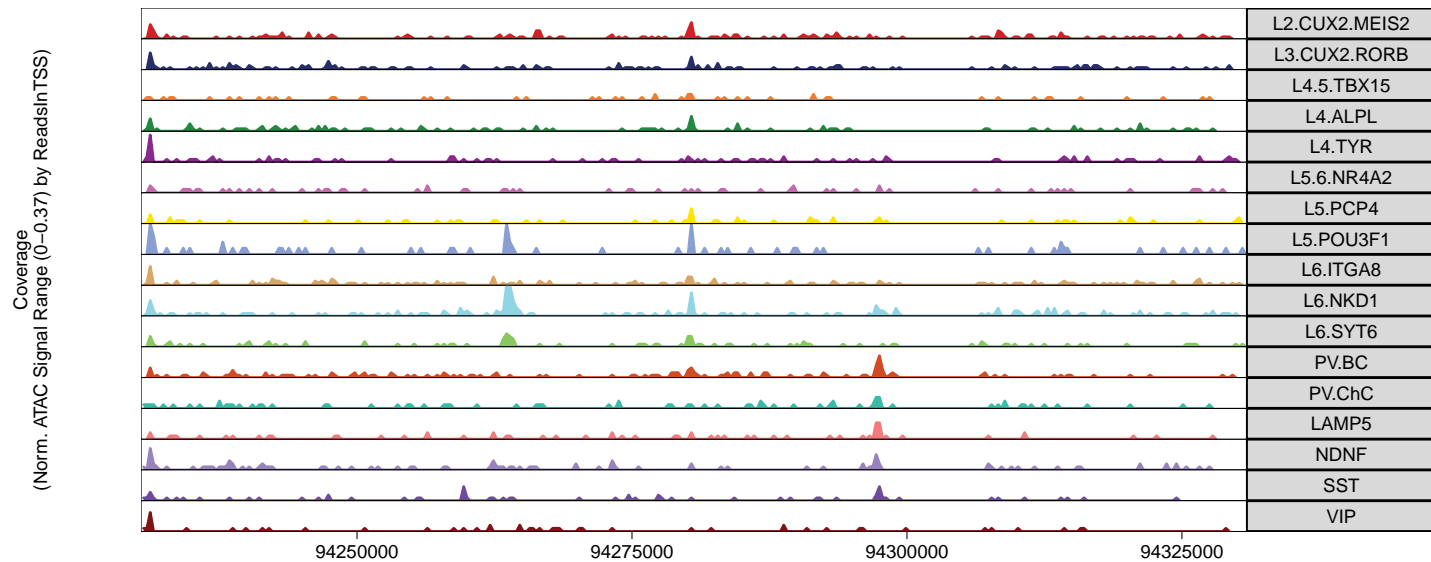 Coverage
(Norm. ATAC Signal Range (0−0.37) by ReadsInTSS)
L2.CUX2.MEIS2
L3.CUX2.RORB
L4.5.TBX15
L4.ALPL
L4.TYR
L5.6.NR4A2
L5.PCP4
L5.POU3F1
L6.ITGA8
L6.NKD1
L6.SYT6
PV.BC
PV.ChC
LAMP5
NDNF
SST
VIP
94250000 94275000 94300000 94325000